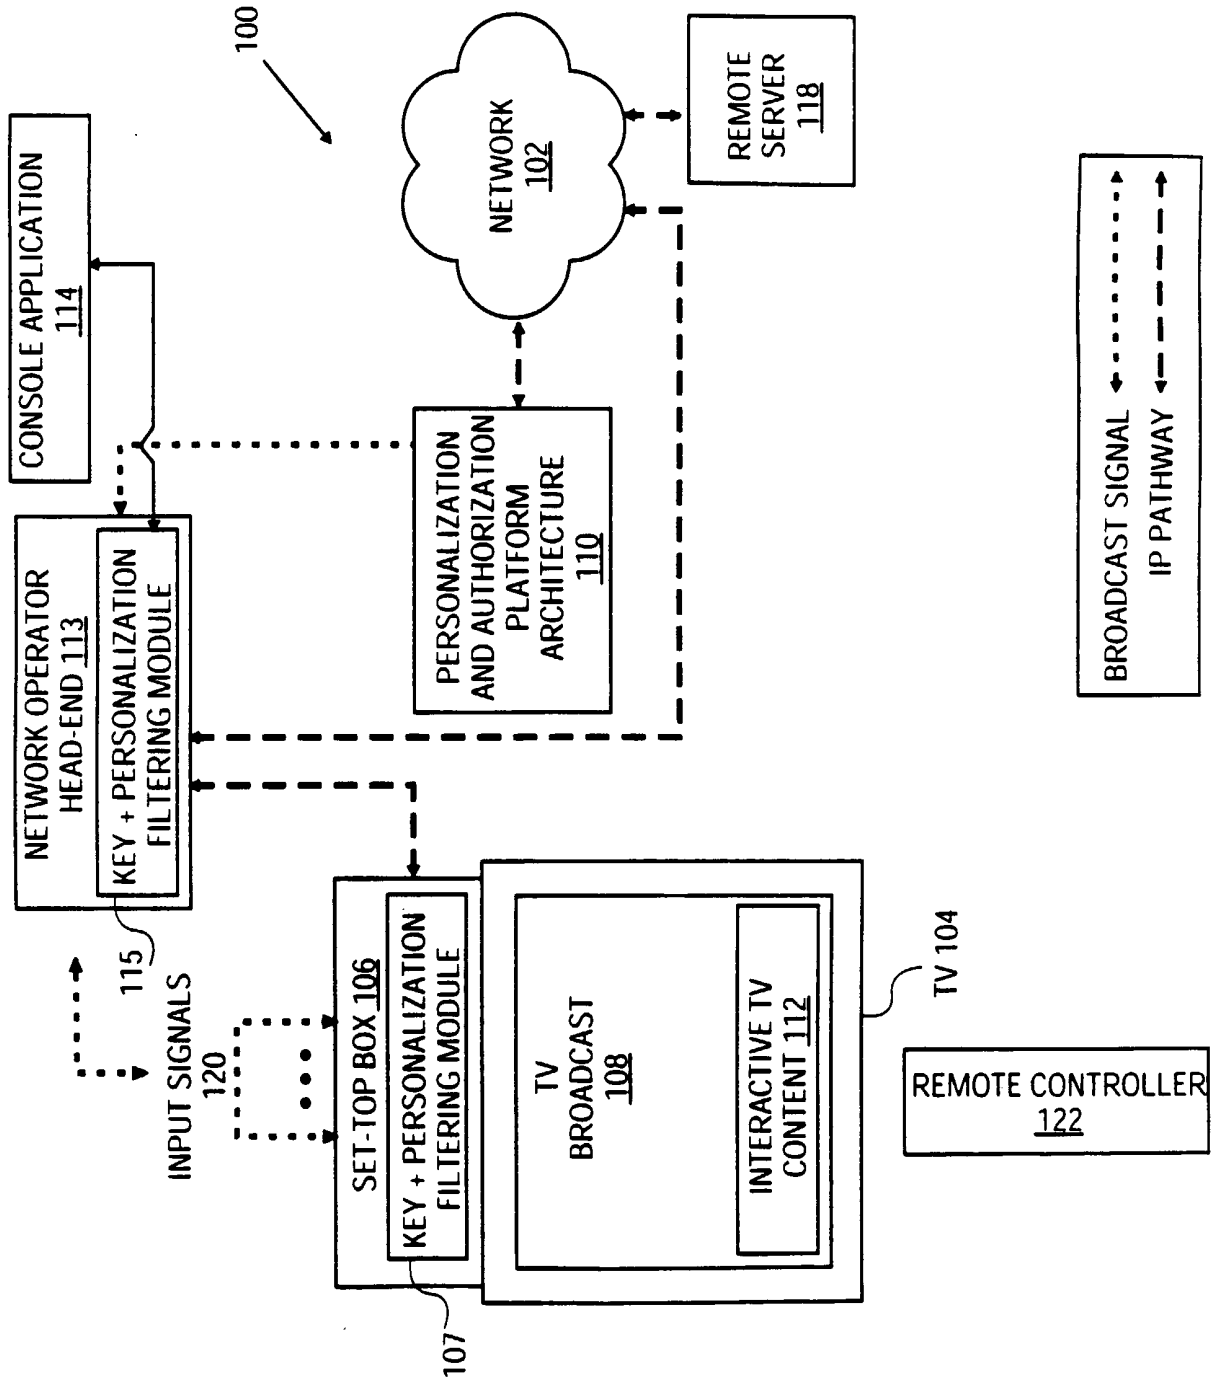 100
CONSOLE APPLICATION
114
NETWORK OPERATOR
HEAD-END 113
KEY + PERSONALIZATION
FILTERING MODULE
115
INPUT SIGNALS
120
NETWORK
102
REMOTE
SERVER
118
PERSONALIZATION
AND AUTHORIZATION
PLATFORM
ARCHITECTURE
110
SET-TOP BOX 106
KEY + PERSONALIZATION
FILTERING MODULE
107
TV
BROADCAST
108
INTERACTIVE TV
CONTENT 112
TV 104
REMOTE CONTROLLER
122
BROADCAST SIGNAL
IP PATHWAY